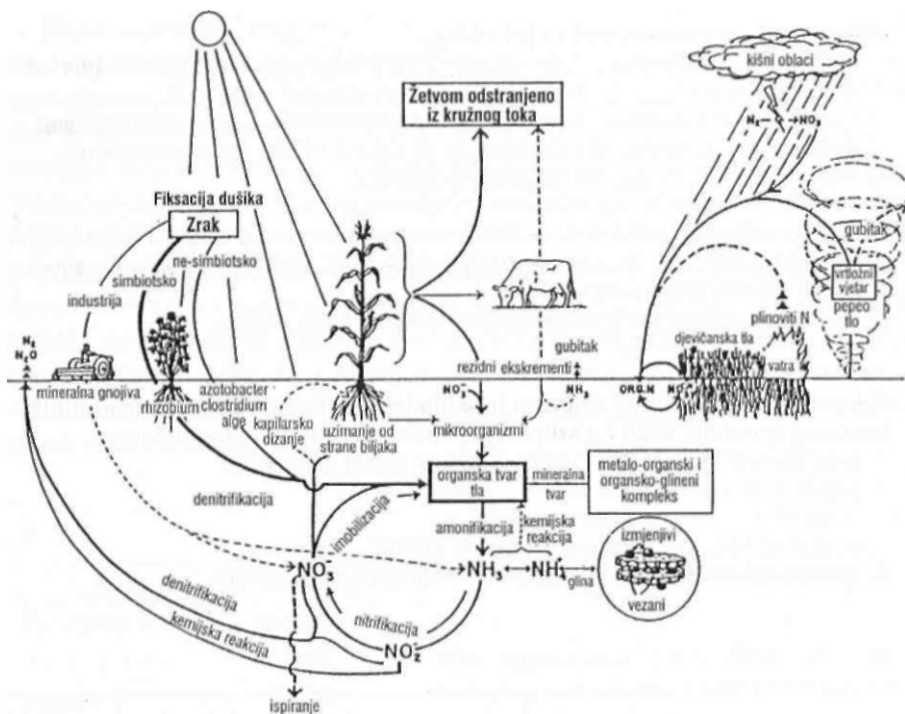 kišni oblaci
Žetvom odstranjeno
iz kružnog toka
N₂ → NO₃
Fiksacija dušika
Zrak
ne-simbiotsko
simbiotsko
industrija
gubitak
vrtložni
vjetar
pepeo
tlo
plinoviti N
djevičanska tla
vatra
N₂
N₂O
mineralna gnojiva
rhizobium
azotobacter
clostridium
alge
kapilarsko
dizanje
uzimanje od
strane biljaka
gubitak
rezidni ekskrementi
NO
NH₃
ORG.N
NO
mikroorganizmi
organska tvar
tla
mineralna
tvar
metalo-organski i
organsko-glineni
kompleks
denitrifikacija
imobilizacija
amonifikacija
kemijska
reakcija
izmjenjivi
vezani
NO₃⁻
NH₃
NH₄⁺
glina
denitrifikacija
kemijska reakcija
nitrifikacija
NO₂⁻
ispiranje